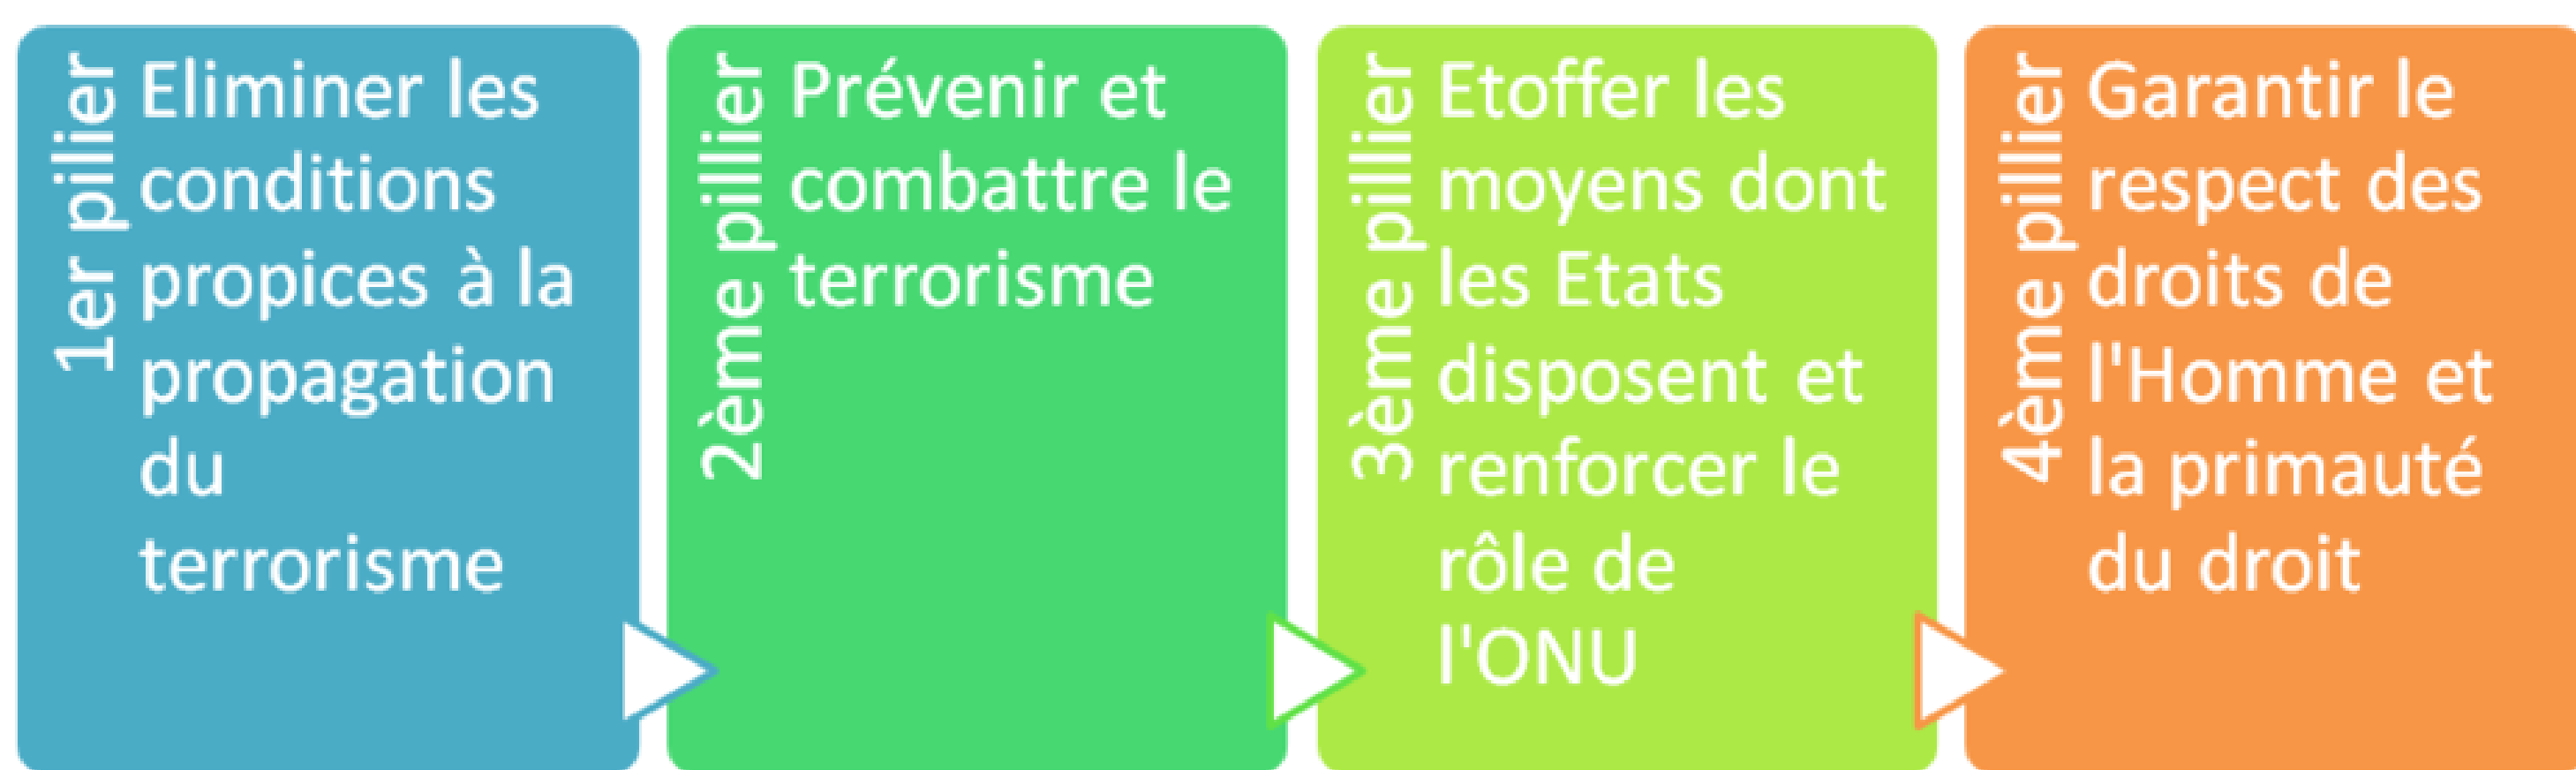 1er pilier
Eliminer les
conditions
propices à la
propagation
du
terrorisme
2ème pillier
Prévenir et
combattre le
terrorisme
3ème pillier
Etoffer les
moyens dont
les Etats
disposent et
renforcer le
rôle de
l'ONU
4ème pillier
Garantir le
respect des
droits de
l'Homme et
la primauté
du droit